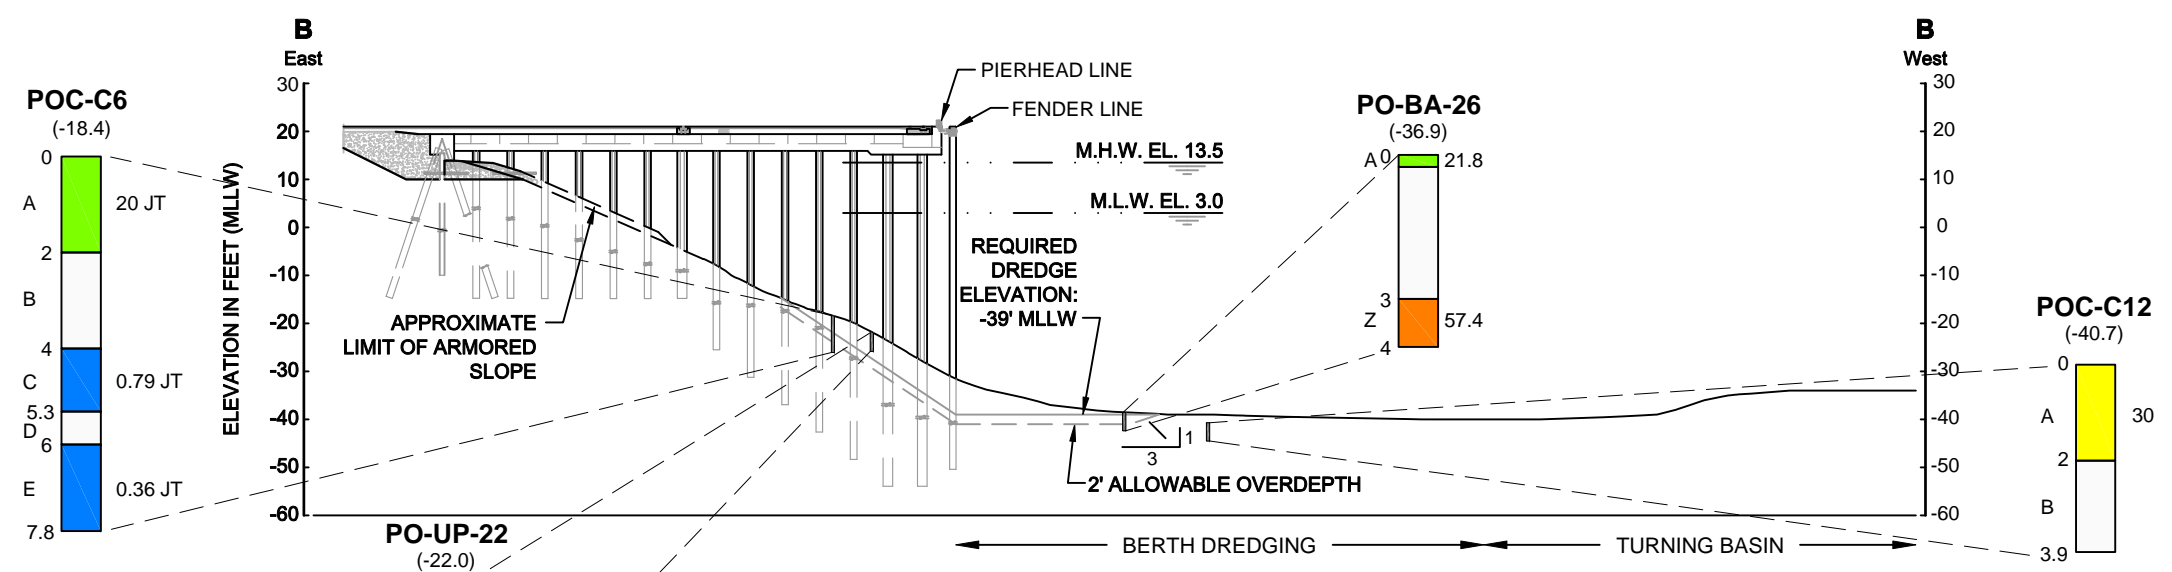 B
East
B
West
POC-C6
(-18.4)
0
A
20 JT
2
B
4
C
0.79 JT
5.3
D
6
E
0.36 JT
7.8
ELEVATION IN FEET (MLLW)
30
20
10
0
-10
-20
-30
-40
-50
-60
PIERHEAD LINE
FENDER LINE
M.H.W. EL. 13.5
M.L.W. EL. 3.0
REQUIRED
DREDGE
ELEVATION:
-39' MLLW
APPROXIMATE
LIMIT OF ARMORED
SLOPE
PO-UP-22
(-22.0)
1
3
2' ALLOWABLE OVERDEPTH
BERTH DREDGING
TURNING BASIN
PO-BA-26
(-36.9)
A
0
21.8
3
Z
57.4
4
30
20
10
0
-10
-20
-30
-40
-50
-60
POC-C12
(-40.7)
0
A
30
2
B
3.9